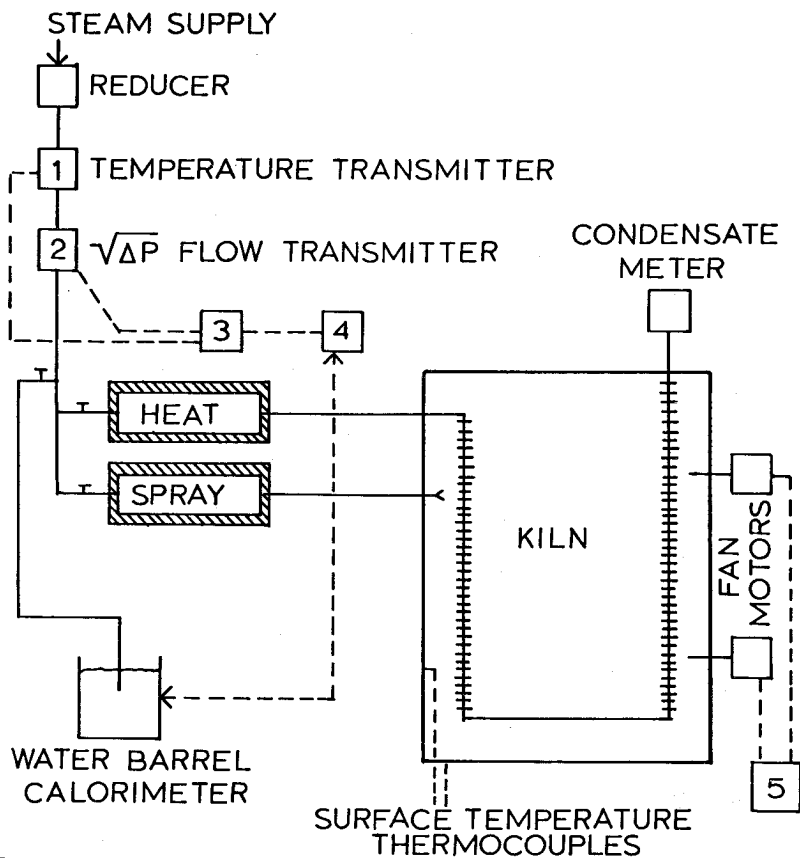 STEAM SUPPLY
REDUCER
1 TEMPERATURE TRANSMITTER
2 √ΔP FLOW TRANSMITTER
CONDENSATE
METER
3
4
HEAT
SPRAY
KILN
FAN
MOTORS
WATER BARREL
CALORIMETER
5
SURFACE TEMPERATURE
THERMOCOUPLES